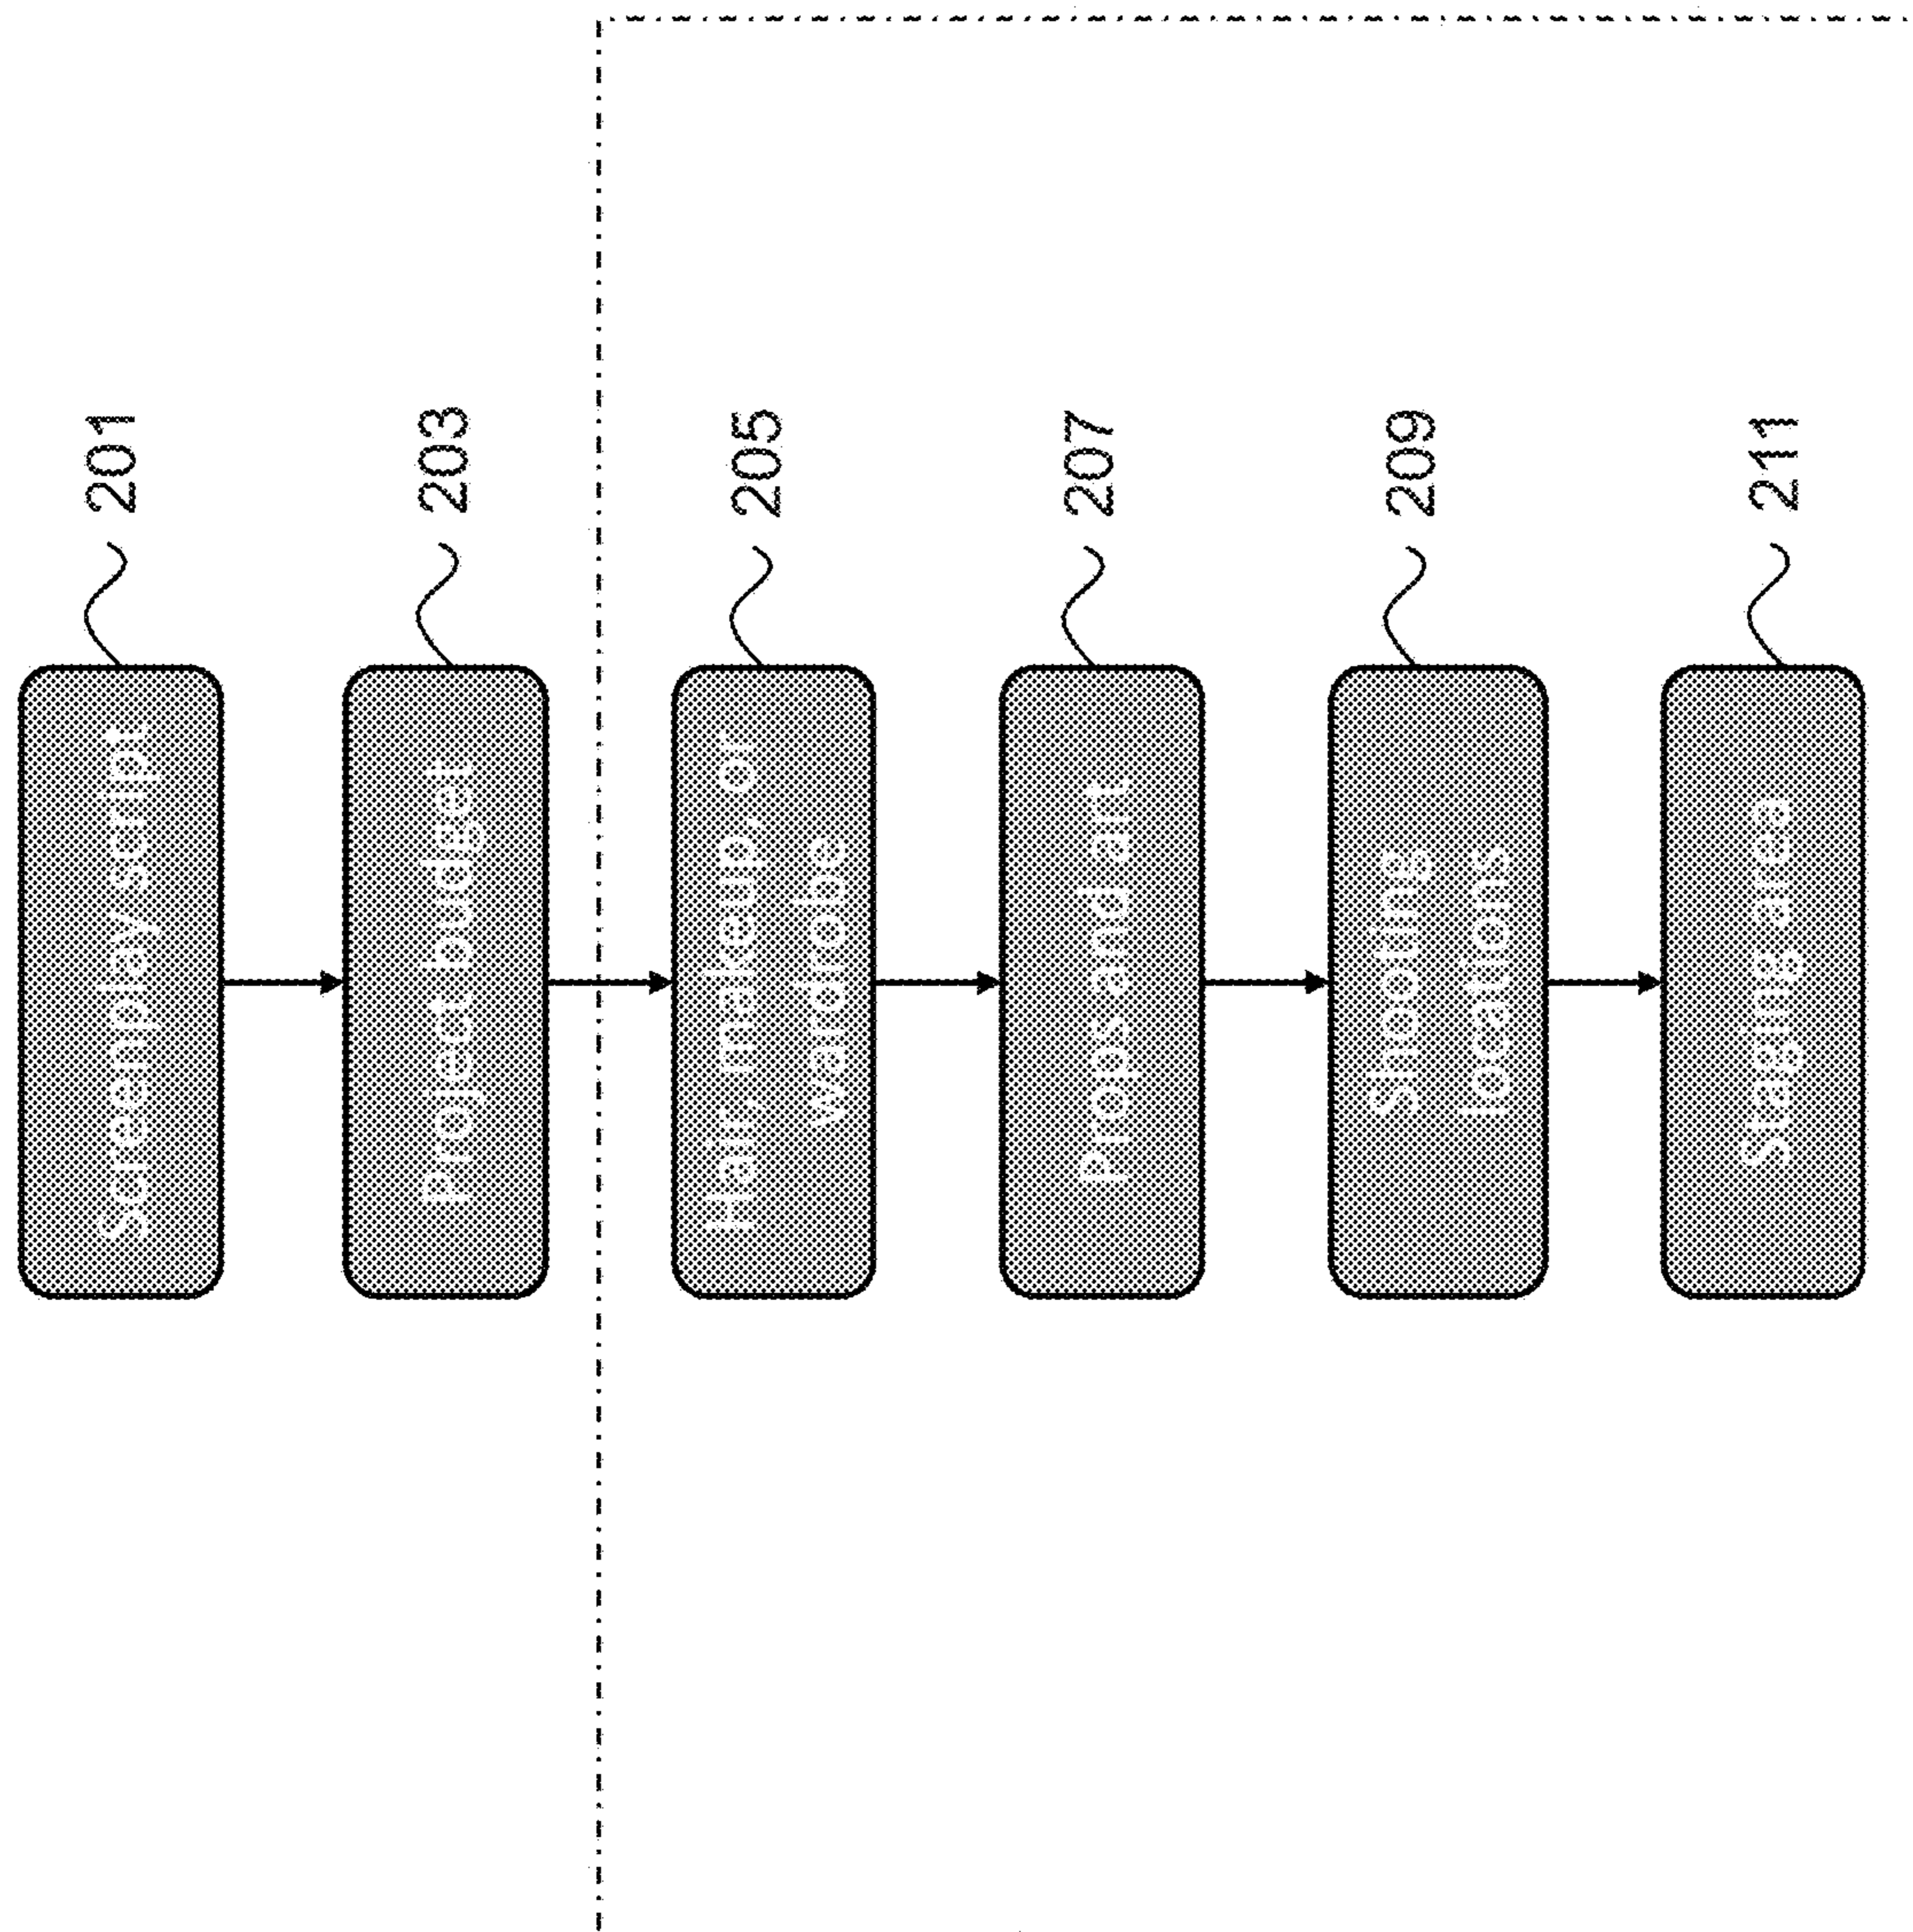 Screenplay script
201
Project budget
203
Hair, makeup, or
wardrobe
205
Props and art
207
Shooting
locations
209
Staging area
211